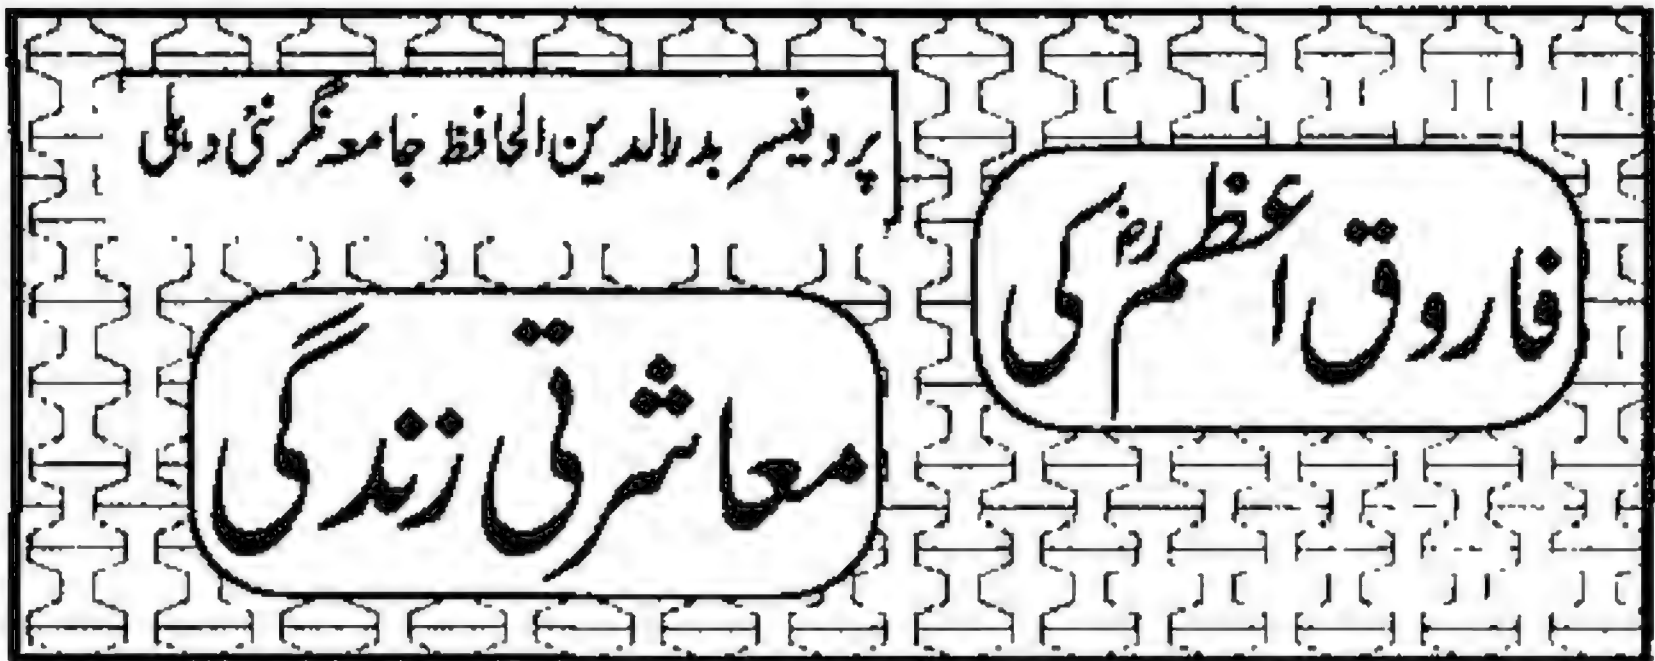 پروفیسر بدرالدین الحافظ جامعہ نگر نئی دہلی
فاروق اعظمؓ کی
معاشرتی زندگی